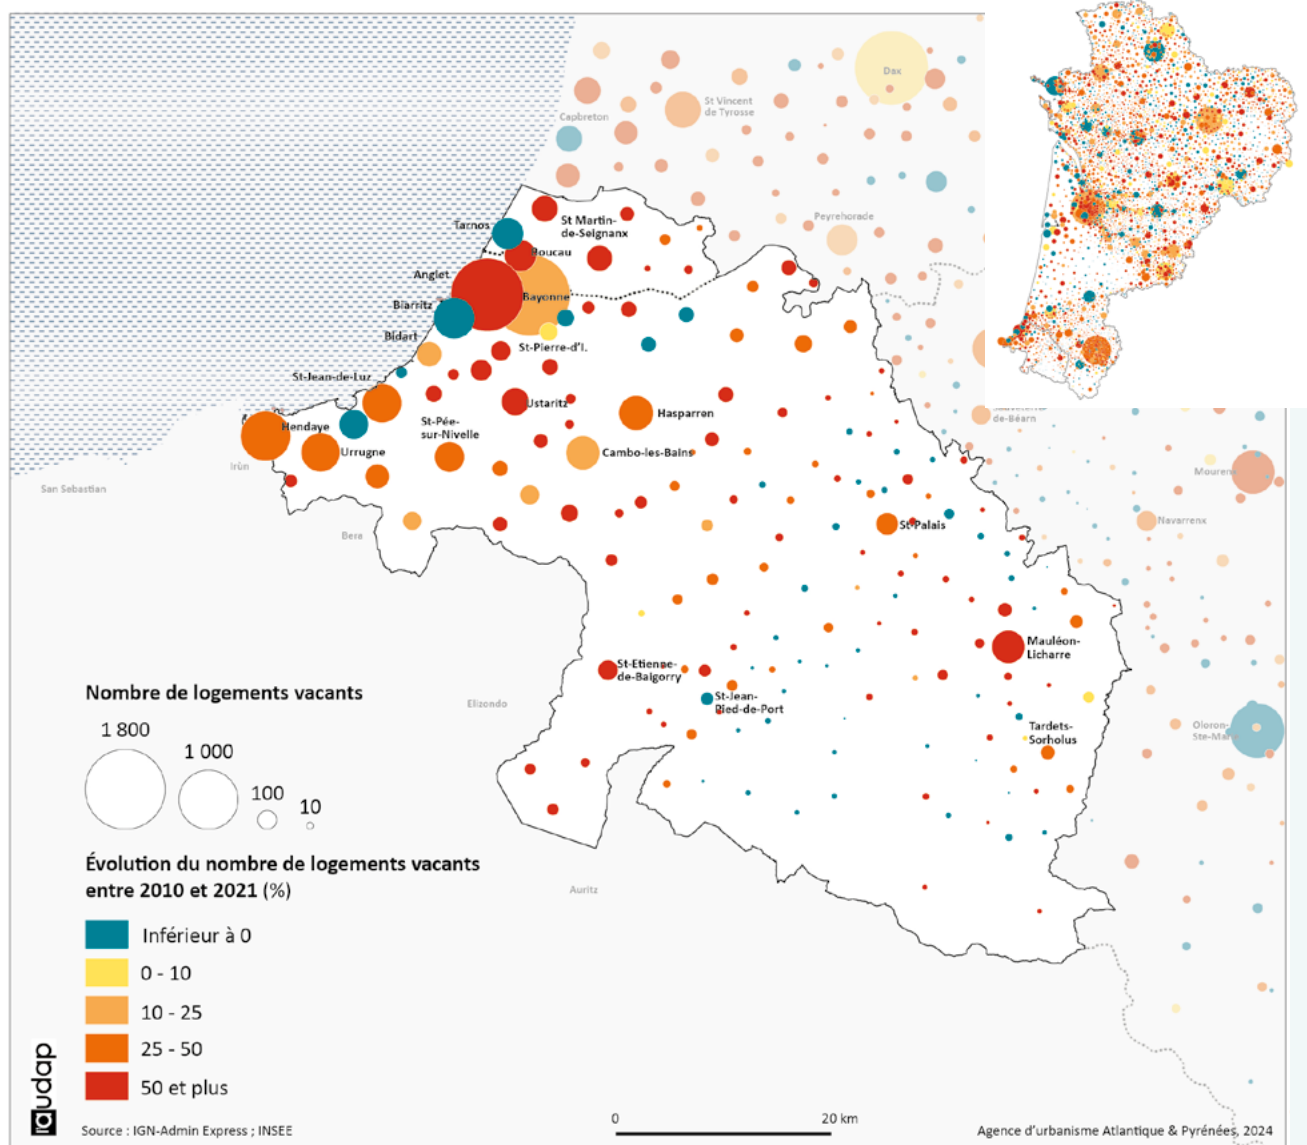 Dax
St Vincent
de Tyrosse
Capbreton
Peyrehorade
Tarnos
St Martin-
de-Seignanx
Boucau
Anglet
Bayonne
Biarritz
Bidart
St-Pierre-d'I.
St-Jean-de-Luz
Ustaritz
Hasparren
Hendaye
St-Pée-
sur-Nivelle
Urrugne
Cambo-les-Bains
Irún
San Sebastian
Bera
de-Béarn
Mourenx
Navarrenx
St-Palais
Mauléon-
Licharre
St-Etienne-
de-Baigorry
St-Jean-
Pied-de-Port
Elizondo
Tardets-
Sorholus
Oloron-
Ste-Marie
Auritz
Nombre de logements vacants
1 800
1 000
100
10
Évolution du nombre de logements vacants
entre 2010 et 2021 (%)
Inférieur à 0
0 - 10
10 - 25
25 - 50
50 et plus
audap
Source : IGN-Admin Express ; INSEE
0
20 km
Agence d'urbanisme Atlantique & Pyrénées, 2024